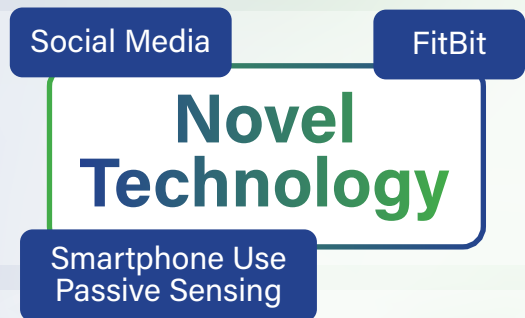 Social Media
FitBit
Novel
Technology
Smartphone Use
Passive Sensing